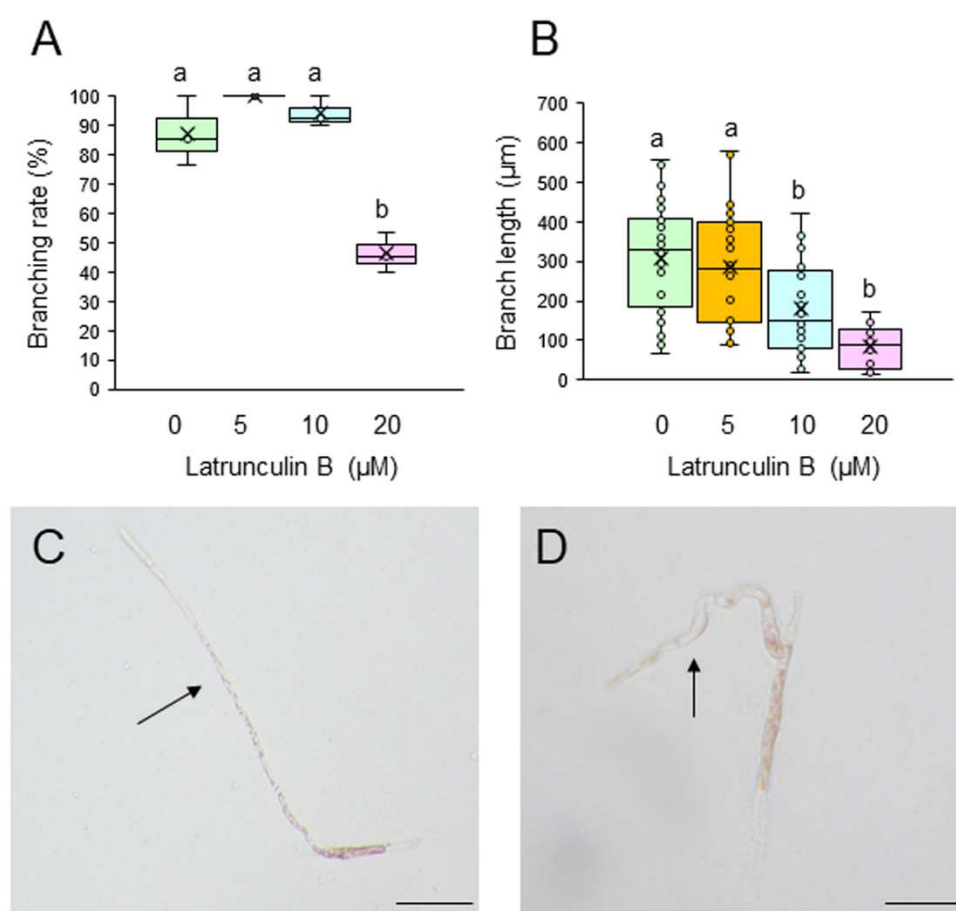 A
a a a
b
100
90
80
70
60
50
40
30
20
10
0
Branching rate (%)
0 5 10 20
Latrunculin B (µM)
B
a a
b
b
700
600
500
400
300
200
100
0
Branch length (µm)
0 5 10 20
Latrunculin B (µM)
C
D